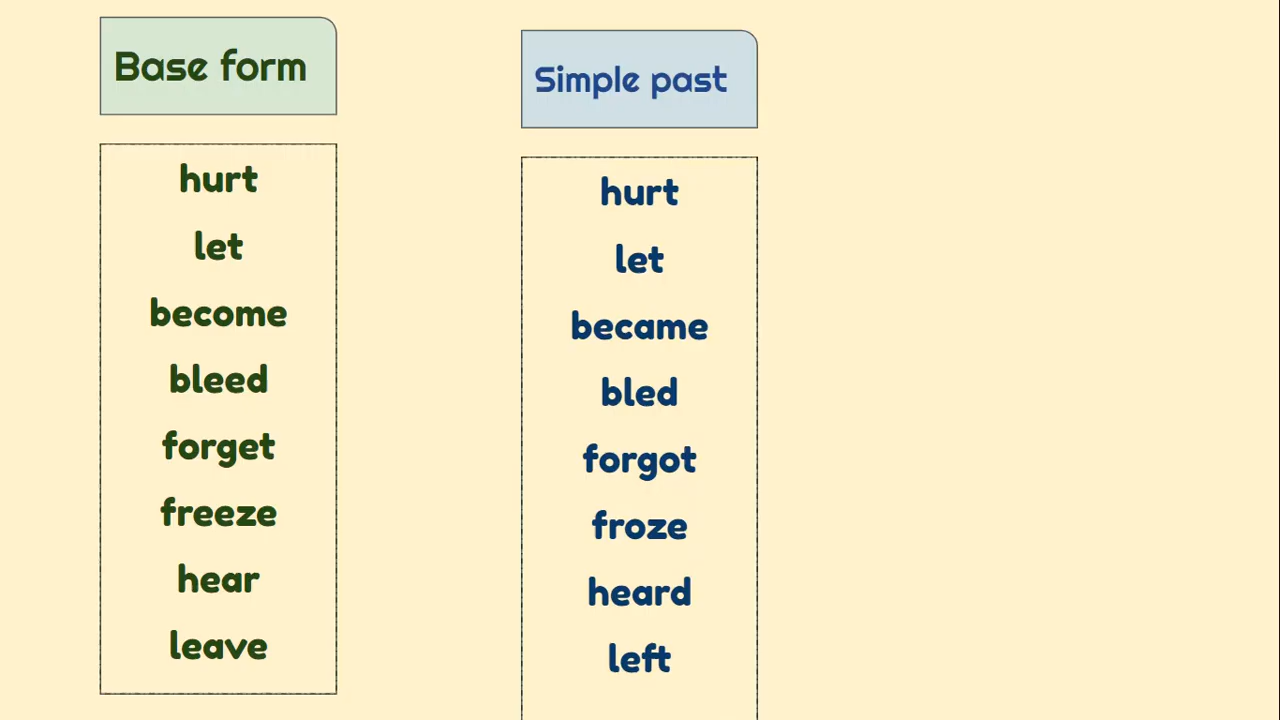 Base form
hurt
let
become
bleed
forget
freeze
hear
leave
Simple past
hurt
let
became
bled
forgot
froze
heard
left